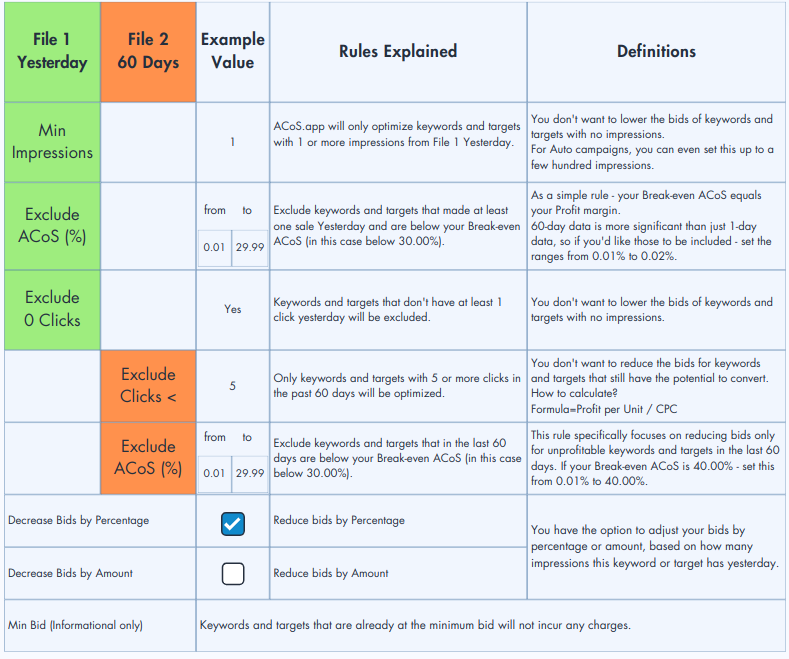 File 1
Yesterday
File 2
60 Days
Example
Value
Rules Explained
Definitions
Min
Impressions
1
ACoS.app will only optimize keywords and targets
with 1 or more impressions from File 1 Yesterday.
You don't want to lower the bids of keywords and
targets with no impressions.
For Auto campaigns, you can even set this up to a
few hundred impressions.
Exclude
ACoS (%)
from to
0.01 29.99
Exclude keywords and targets that made at least
one sale Yesterday and are below your Break-even
ACoS (in this case below 30.00%).
As a simple rule - your Break-even ACoS equals
your Profit margin.
60-day data is more significant than just 1-day
data, so if you'd like those to be included - set the
ranges from 0.01% to 0.02%.
Exclude
0 Clicks
Yes
Keywords and targets that don't have at least 1
click yesterday will be excluded.
You don't want to lower the bids of keywords and
targets with no impressions.
Exclude
Clicks <
5
Only keywords and targets with 5 or more clicks in
the past 60 days will be optimized.
You don't want to reduce the bids for keywords
and targets that still have the potential to convert.
How to calculate?
Formula=Profit per Unit / CPC
Exclude
ACoS (%)
from to
0.01 29.99
Exclude keywords and targets that in the last 60
days are below your Break-even ACoS (in this case
below 30.00%).
This rule specifically focuses on reducing bids only
for unprofitable keywords and targets in the last 60
days. If your Break-even ACoS is 40.00% - set this
from 0.01% to 40.00%.
Decrease Bids by Percentage
Reduce bids by Percentage
You have the option to adjust your bids by
percentage or amount, based on how many
impressions this keyword or target has yesterday.
Decrease Bids by Amount
Reduce bids by Amount
Min Bid (Informational only)
Keywords and targets that are already at the minimum bid will not incur any charges.